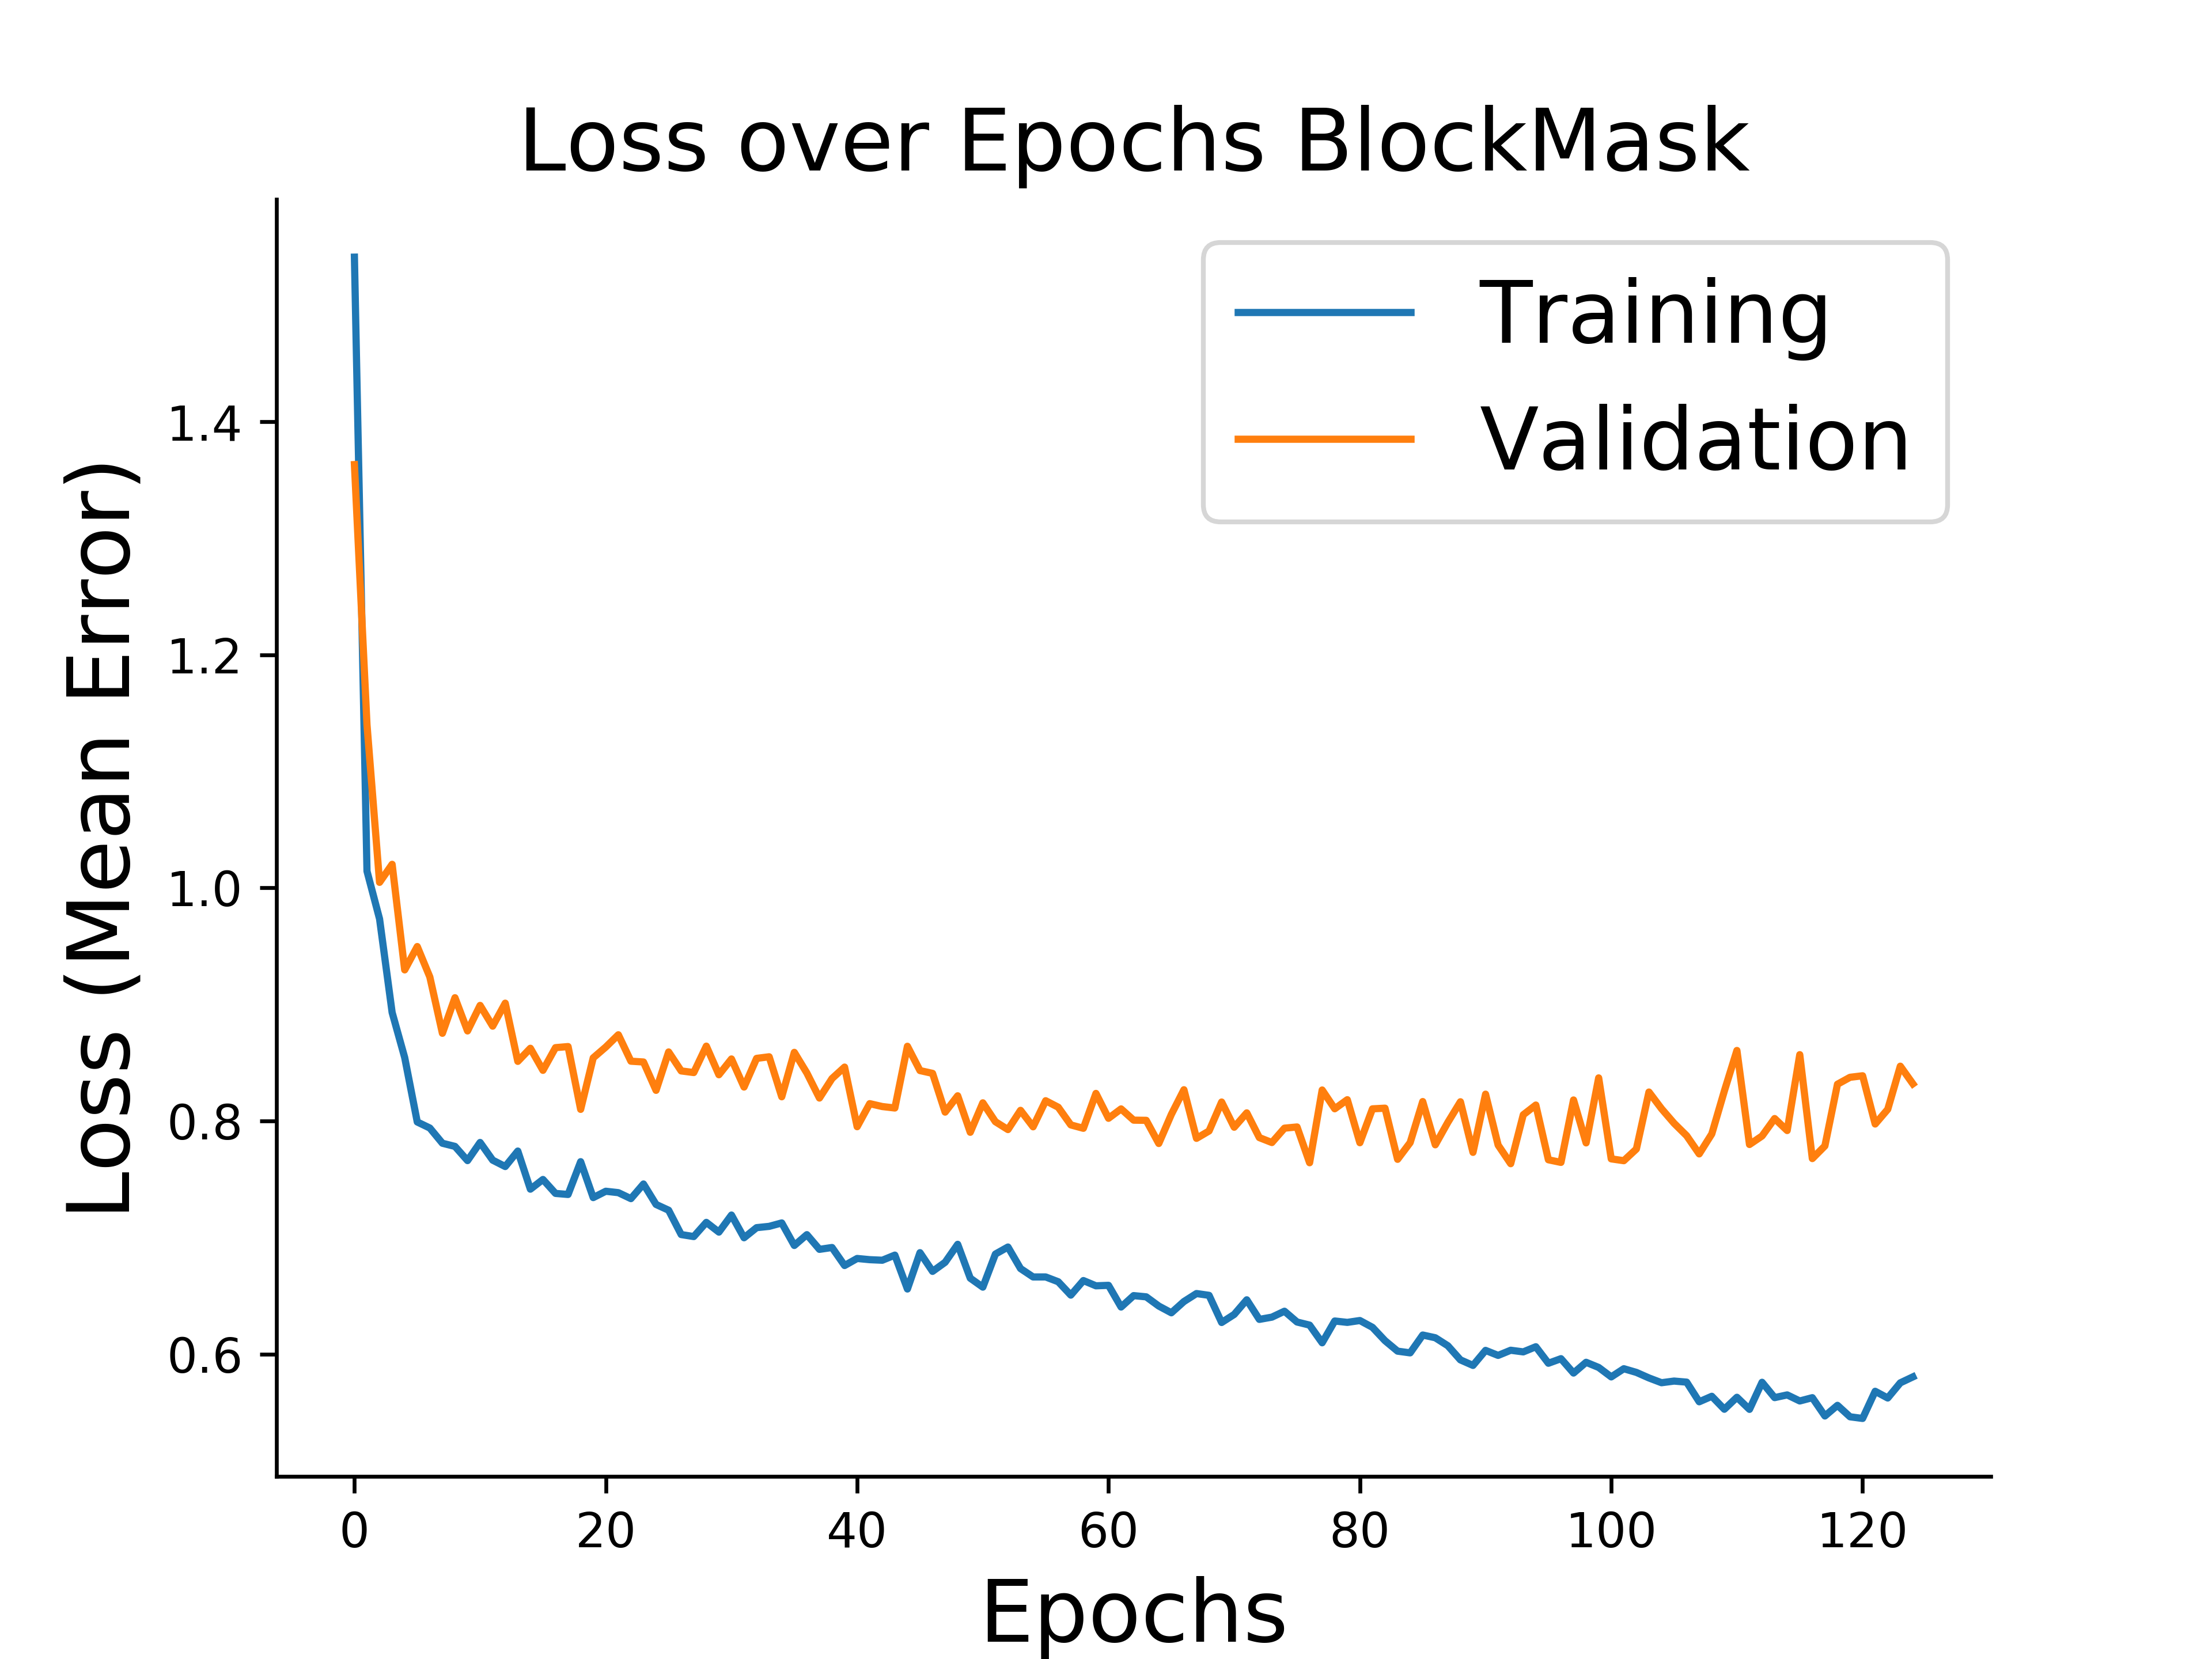 Loss over Epochs BlockMask
Training
Validation
Loss (Mean Error)
1.4
1.2
1.0
0.8
0.6
0 20 40 60 80 100 120
Epochs